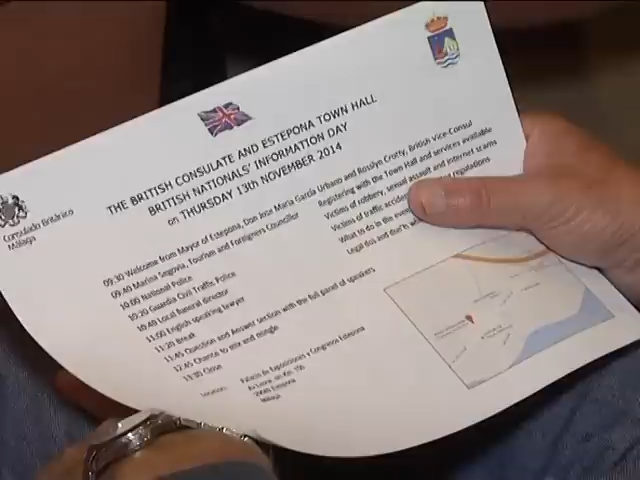 THE BRITISH CONSULATE AND ESTEPONA TOWN HALL
BRITISH NATIONALS' INFORMATION DAY
on THURSDAY 13th NOVEMBER 2014
Consulado Británico
Málaga
09:30 Welcome from Mayor of Estepona, Don Jose Maria García Urbano and Rosslyn Crotty, British Vice-Consul
09:40 Marina Segovia, Tourism and Foreigners Councillor Registering with the Town Hall and services available
10:00 National Police Victims of robbery, sexual assault and internet scams
10:20 Guardia Civil Traffic Police Victims of traffic regulations
10:40 Local funeral director What to do in the
11:00 English speaking lawyer Legal dos and don'ts
11:20 Break
11:45 Question and Answer section with the full panel of speakers
12:45 Chance to mix and mingle
13:30 Close
Location: Palacio de Exposiciones y Congresos Estepona
Estepona
Málaga